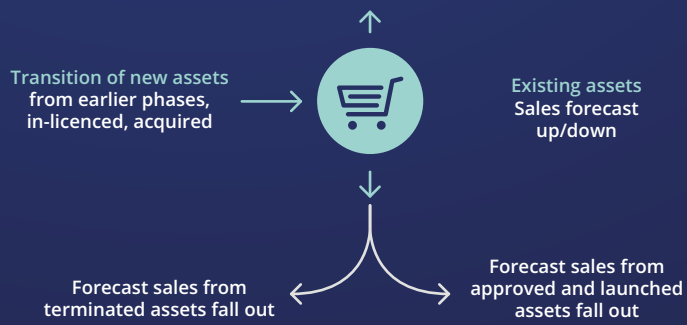 Transition of new assets
from earlier phases,
in-licenced, acquired
Existing assets
Sales forecast
up/down
Forecast sales from
terminated assets fall out
Forecast sales from
approved and launched
assets fall out